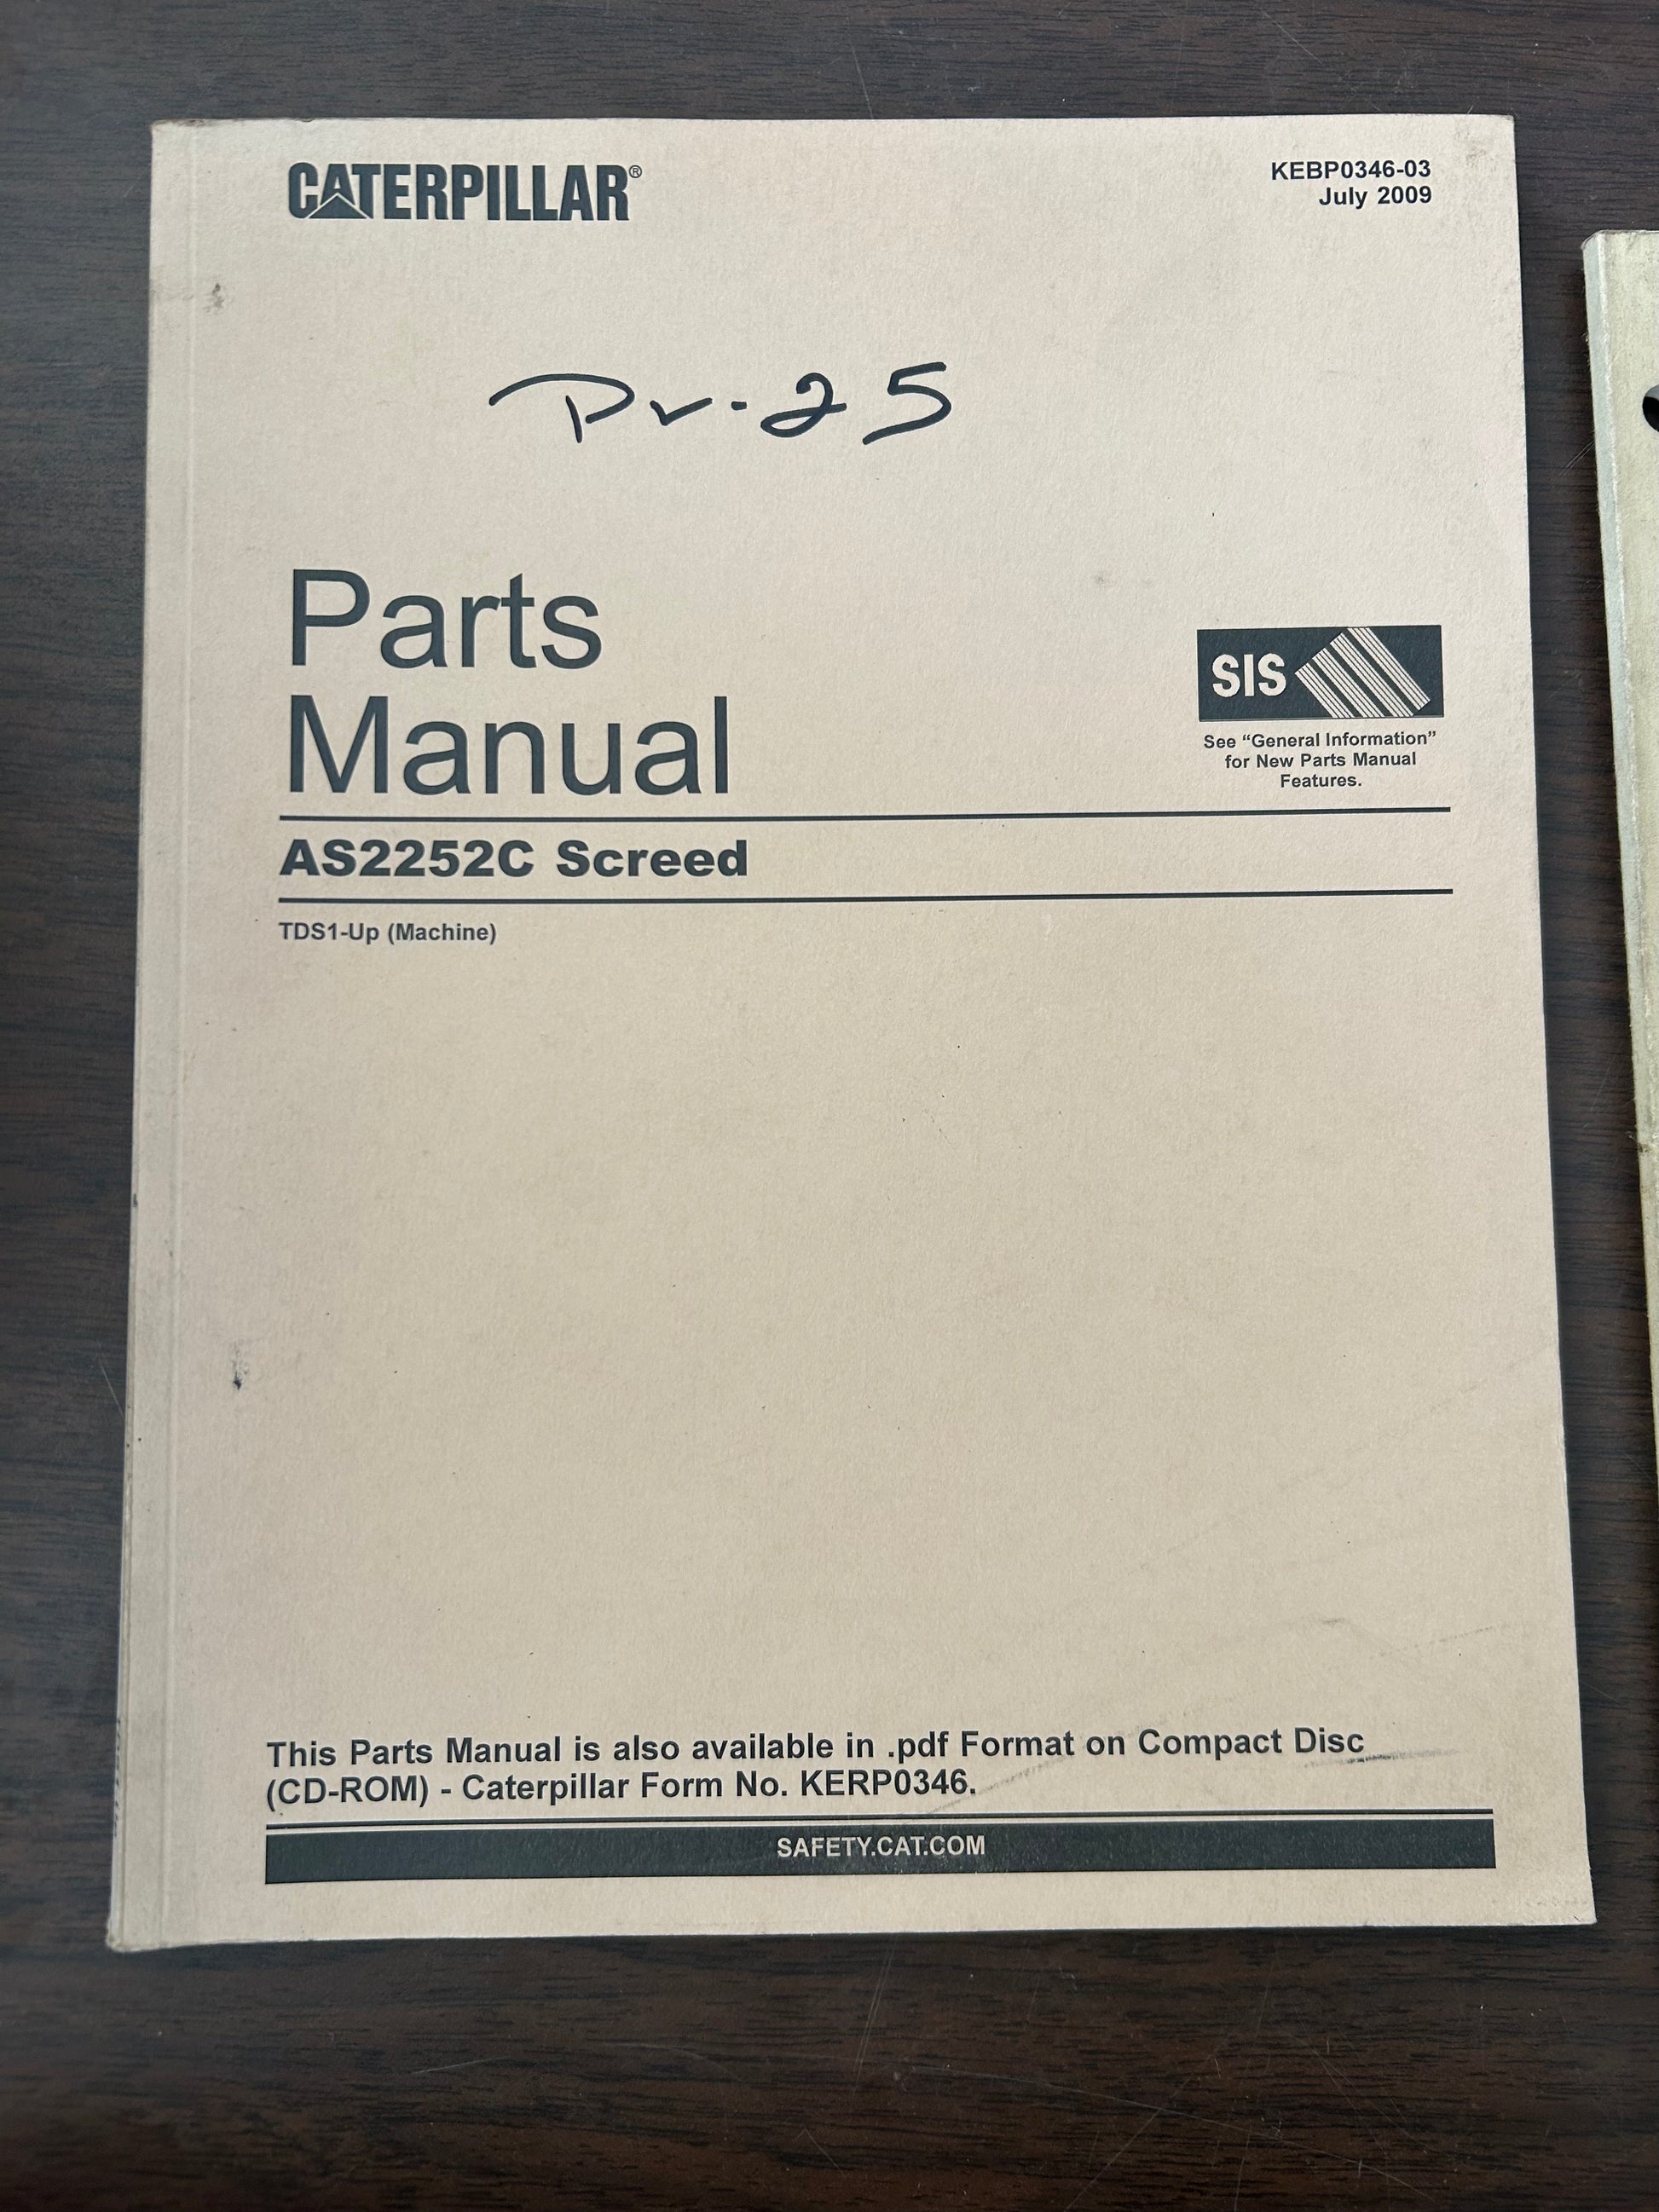 CATERPILLAR®
KEBP0346-03
July 2009
Pv-25
Parts
Manual
SIS
See “General Information”
for New Parts Manual
Features.
AS2252C Screed
TDS1-Up (Machine)
This Parts Manual is also available in .pdf Format on Compact Disc
(CD-ROM) - Caterpillar Form No. KERP0346.
SAFETY.CAT.COM